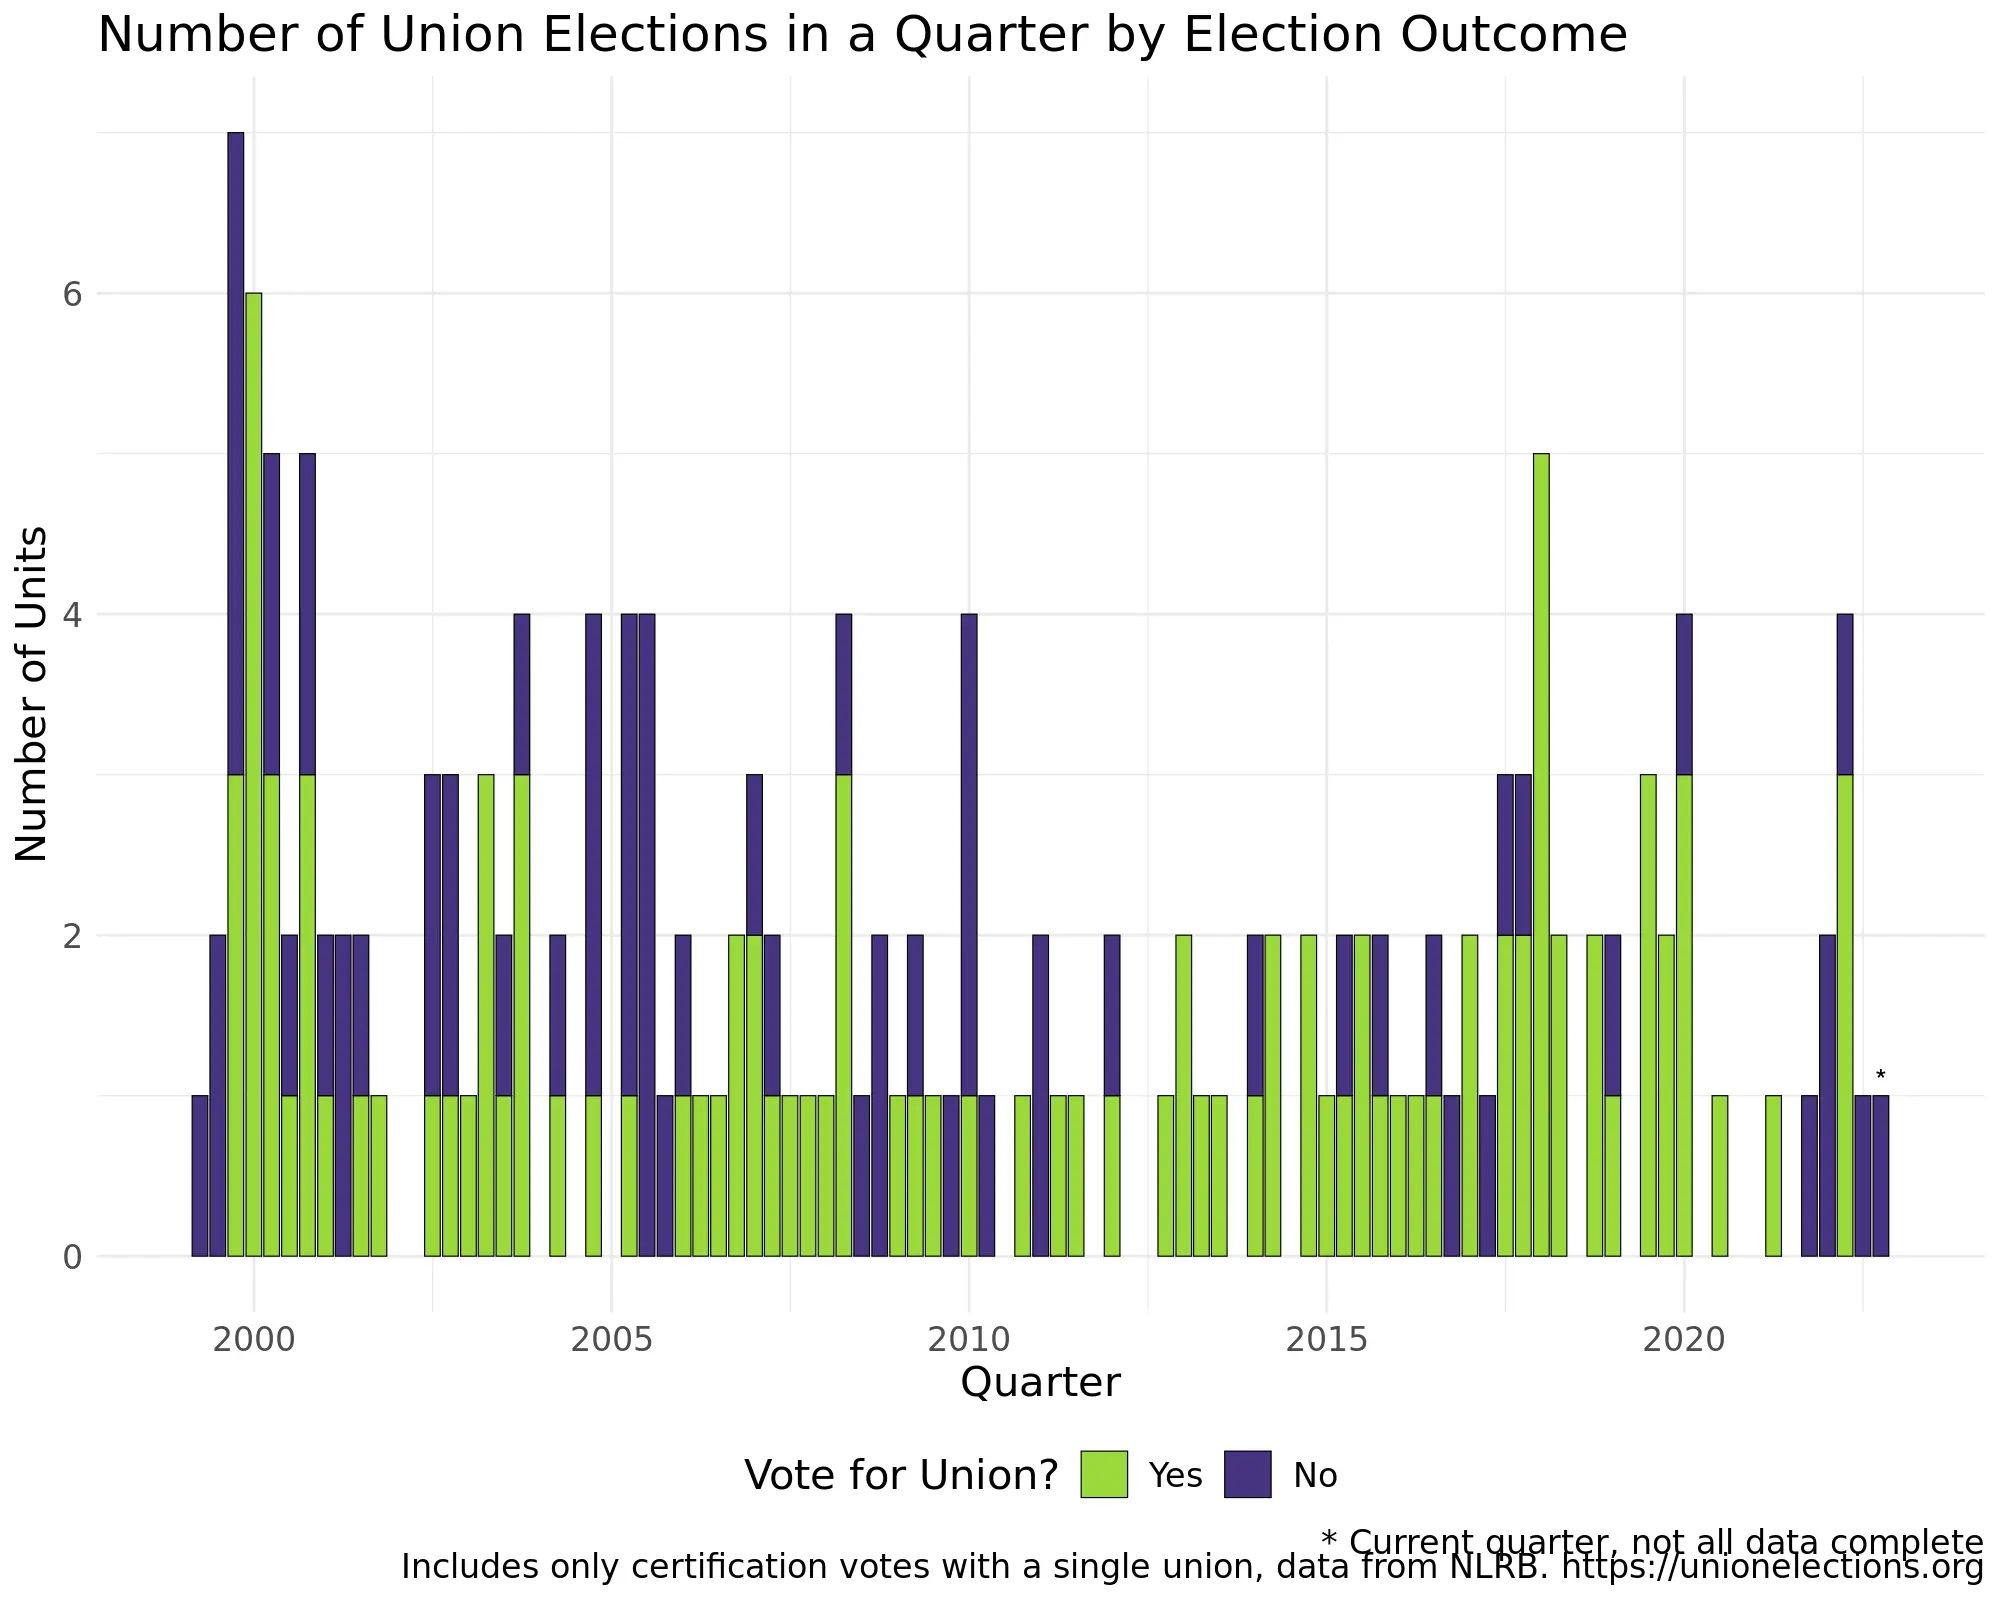 Number of Union Elections in a Quarter by Election Outcome
Number of Units
6
4
2
0
*
2000 2005 2010 2015 2020
Quarter
Vote for Union? Yes No
* Current quarter, not all data complete
Includes only certification votes with a single union, data from NLRB. https://unionelections.org